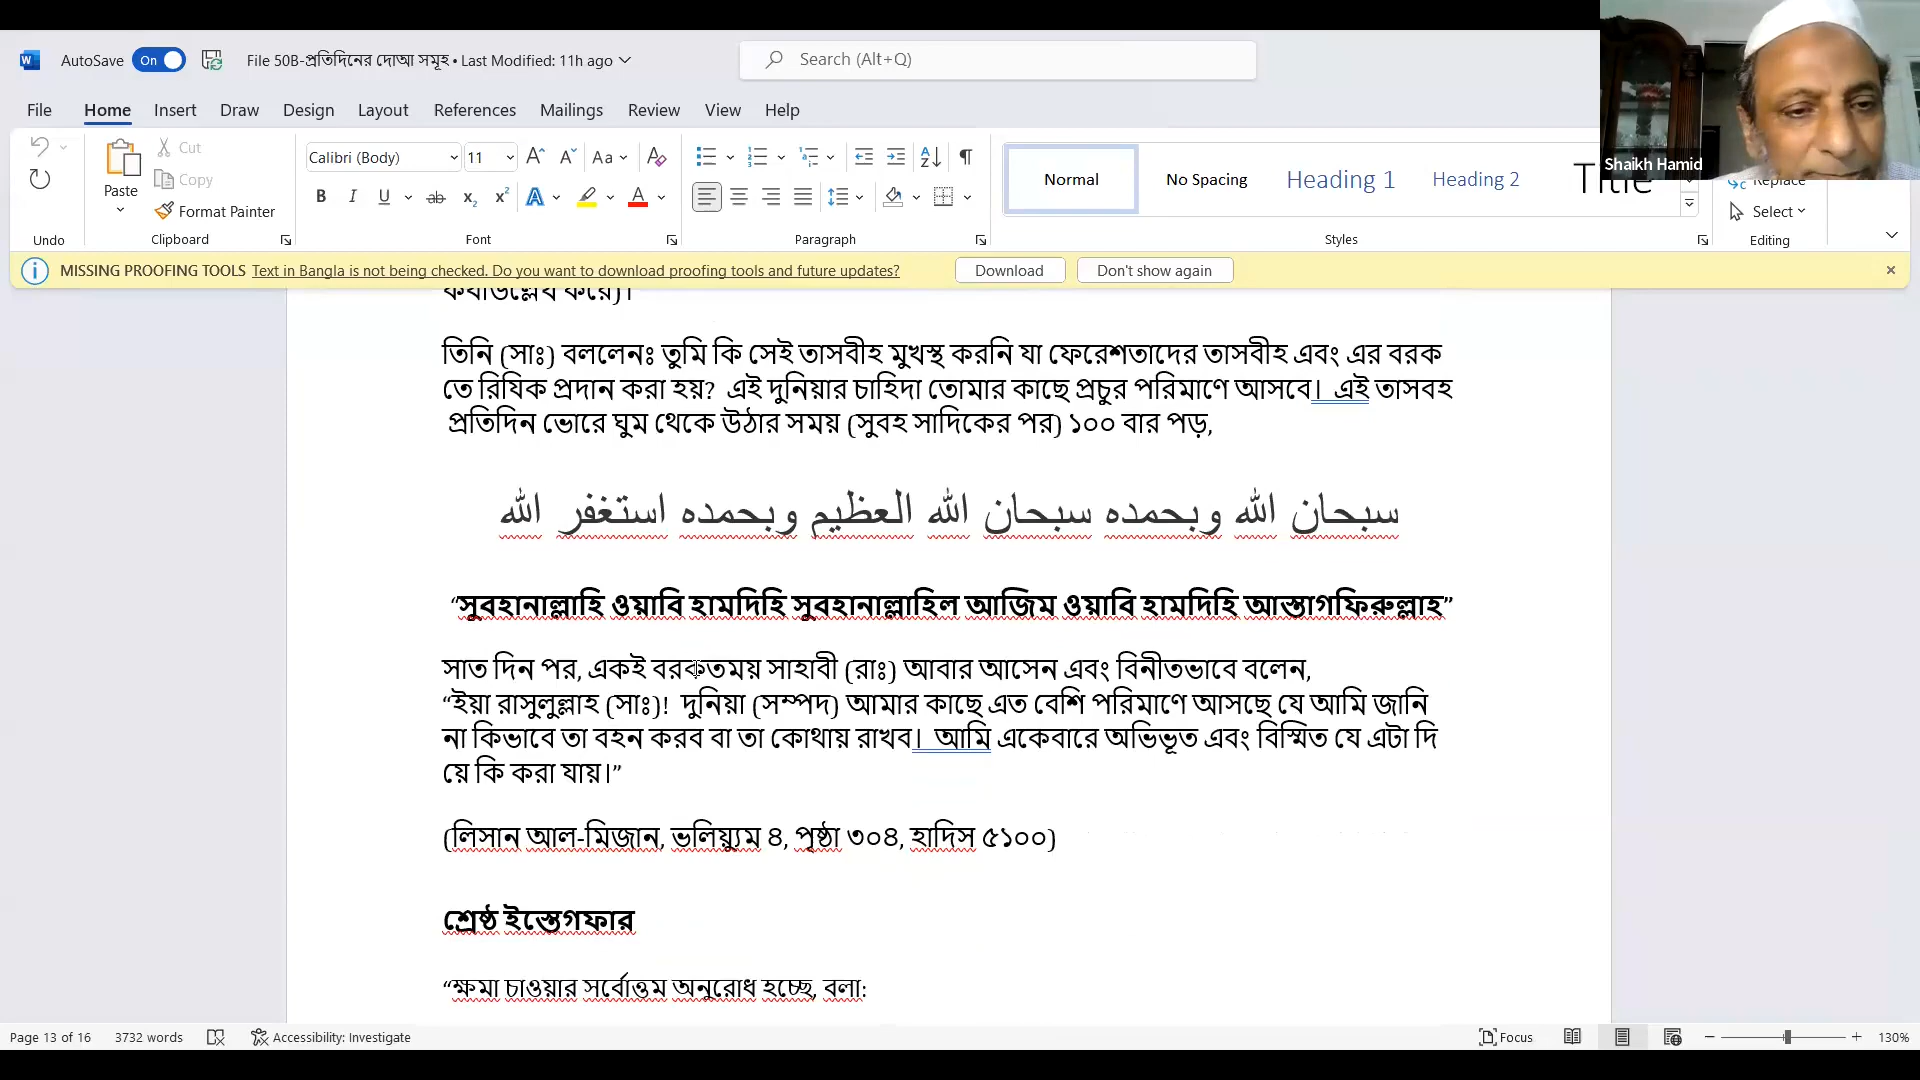 AutoSave On File 50B-প্রতিদিনের দোআ সমূহ • Last Modified: 11h ago Search (Alt+Q)
File Home Insert Draw Design Layout References Mailings Review View Help
Shaikh Hamid
Paste Cut Copy Format Painter
Calibri (Body) 11
Normal No Spacing Heading 1 Heading 2 Title
Replace
Select
Undo Clipboard Font Paragraph Styles Editing
MISSING PROOFING TOOLS Text in Bangla is not being checked. Do you want to download proofing tools and future updates? Download Don't show again
তিনি (সাঃ) বললেনঃ তুমি কি সেই তাসবীহ মুখস্থ করনি যা ফেরেশতাদের তাসবীহ এবং এর বরক
তে রিযিক প্রদান করা হয়? এই দুনিয়ার চাহিদা তোমার কাছে প্রচুর পরিমাণে আসবে। এই তাসবহ
প্রতিদিন ভোরে ঘুম থেকে উঠার সময় (সুবহ সাদিকের পর) ১০০ বার পড়,
سبحان الله وبحمده سبحان الله العظيم وبحمده استغفر الله
“সুবহানাল্লাহি ওয়াবি হামদিহি সুবহানাল্লাহিল আজিম ওয়াবি হামদিহি আস্তাগফিরুল্লাহ”
সাত দিন পর, একই বরকতময় সাহাবী (রাঃ) আবার আসেন এবং বিনীতভাবে বলেন,
“ইয়া রাসুলুল্লাহ (সাঃ)! দুনিয়া (সম্পদ) আমার কাছে এত বেশি পরিমাণে আসছে যে আমি জানি
না কিভাবে তা বহন করব বা তা কোথায় রাখব। আমি একেবারে অভিভূত এবং বিস্মিত যে এটা দি
য়ে কি করা যায়।”
(লিসান আল-মিজান, ভলিয়্যুম ৪, পৃষ্ঠা ৩০৪, হাদিস ৫১০০)
শ্রেষ্ঠ ইস্তেগফার
“ক্ষমা চাওয়ার সর্বোত্তম অনুরোধ হচ্ছে, বলা:
Page 13 of 16 3732 words Accessibility: Investigate Focus 130%